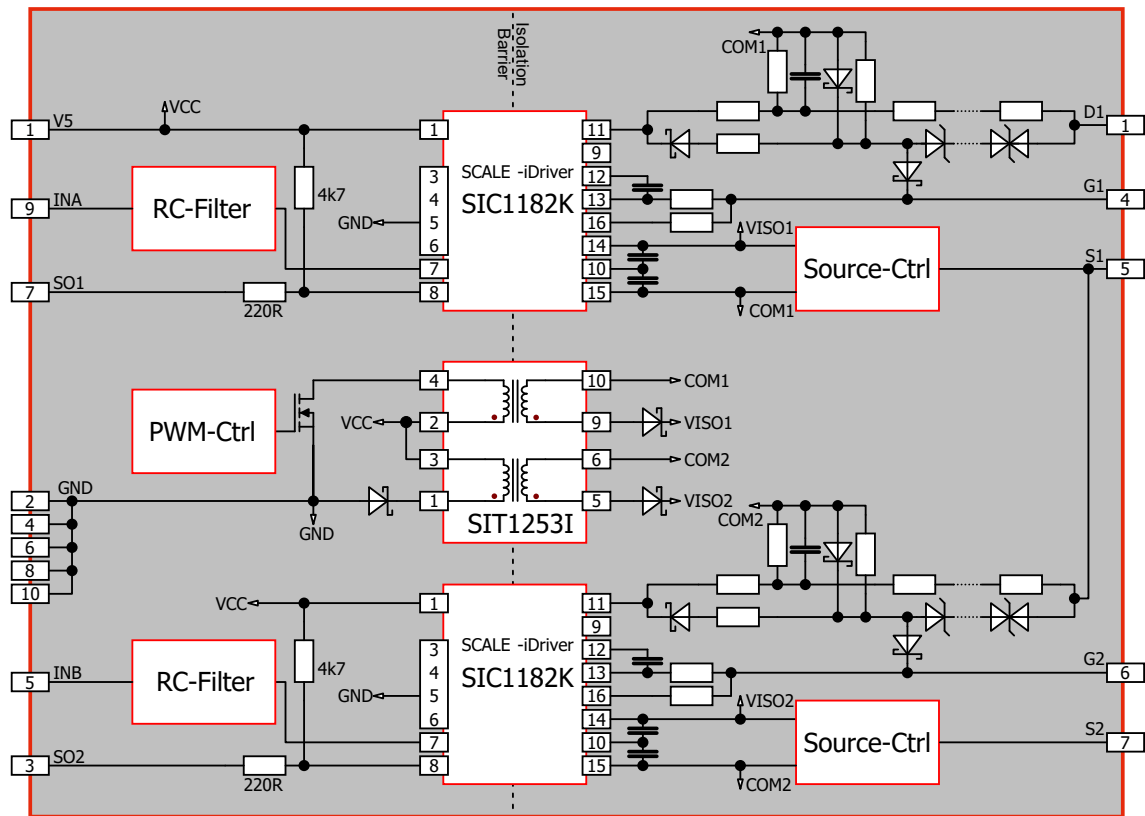 Isolation
Barrier
COM1
VCC
V5
1
1
11
D1
1
9
3
SCALE -iDriver
12
4k7
INA
9
RC-Filter
4
SIC1182K
13
G1
4
GND
5
16
VISO1
6
14
7
10
Source-Ctrl
S1
5
SO1
7
220R
8
15
COM1
4
10
COM1
PWM-Ctrl
VCC
2
9
VISO1
3
6
COM2
GND
2
1
5
VISO2
4
GND
SIT1253I
COM2
6
8
10
VCC
1
11
9
3
SCALE -iDriver
12
4k7
INB
5
RC-Filter
4
SIC1182K
13
G2
6
GND
5
16
VISO2
6
14
7
10
Source-Ctrl
S2
7
SO2
3
220R
8
15
COM2